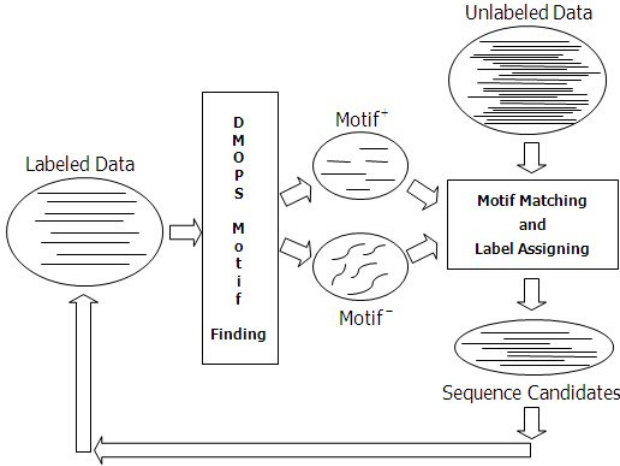 Unlabeled Data
Labeled Data
D
M
O
P
S
M
o
t
i
f
Finding
Motif+
Motif−
Motif Matching
and
Label Assigning
Sequence Candidates